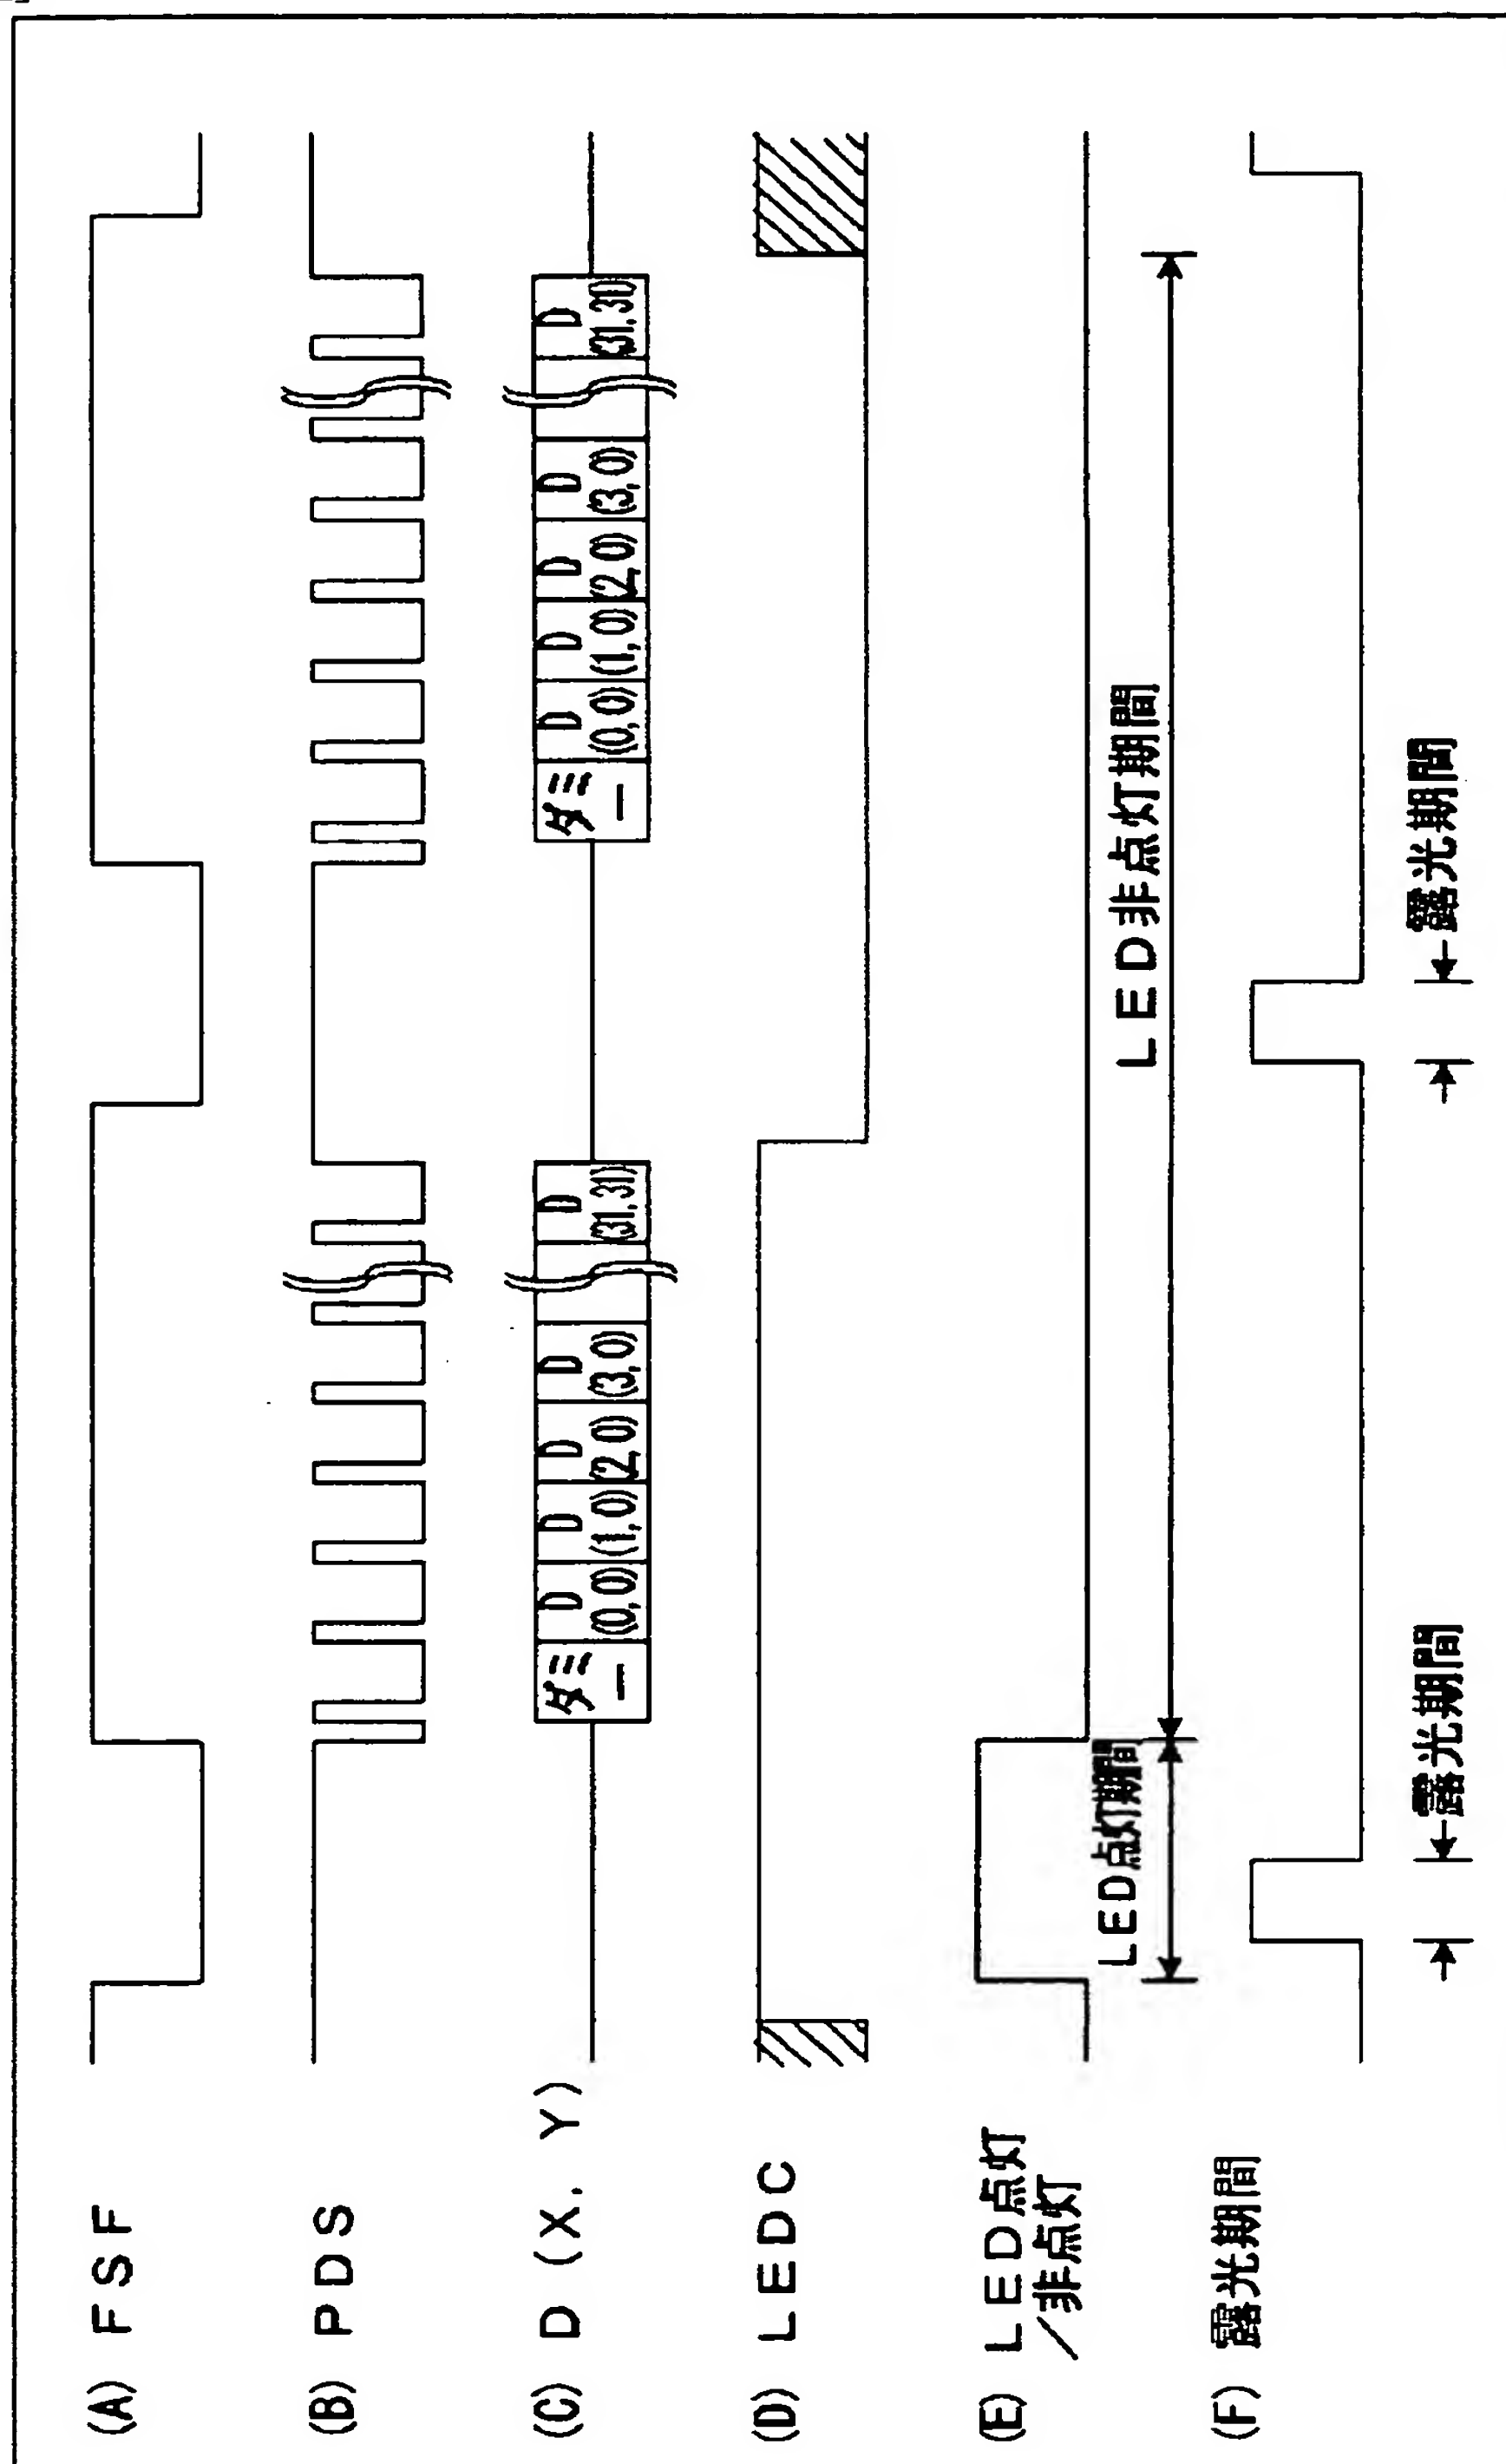 (A) FSF
(B) PDS
(C) D (X, Y)
ダミ
ー
D
(0,0)
D
(1,0)
D
(2,0)
D
(3,0)
D
(31,31)
ダミ
ー
D
(0,0)
D
(1,0)
D
(2,0)
D
(3,0)
D
(31,31)
(D) LEDC
(E) LED点灯
/非点灯
LED点灯期間
LED非点灯期間
(F) 露光期間
露光期間
露光期間